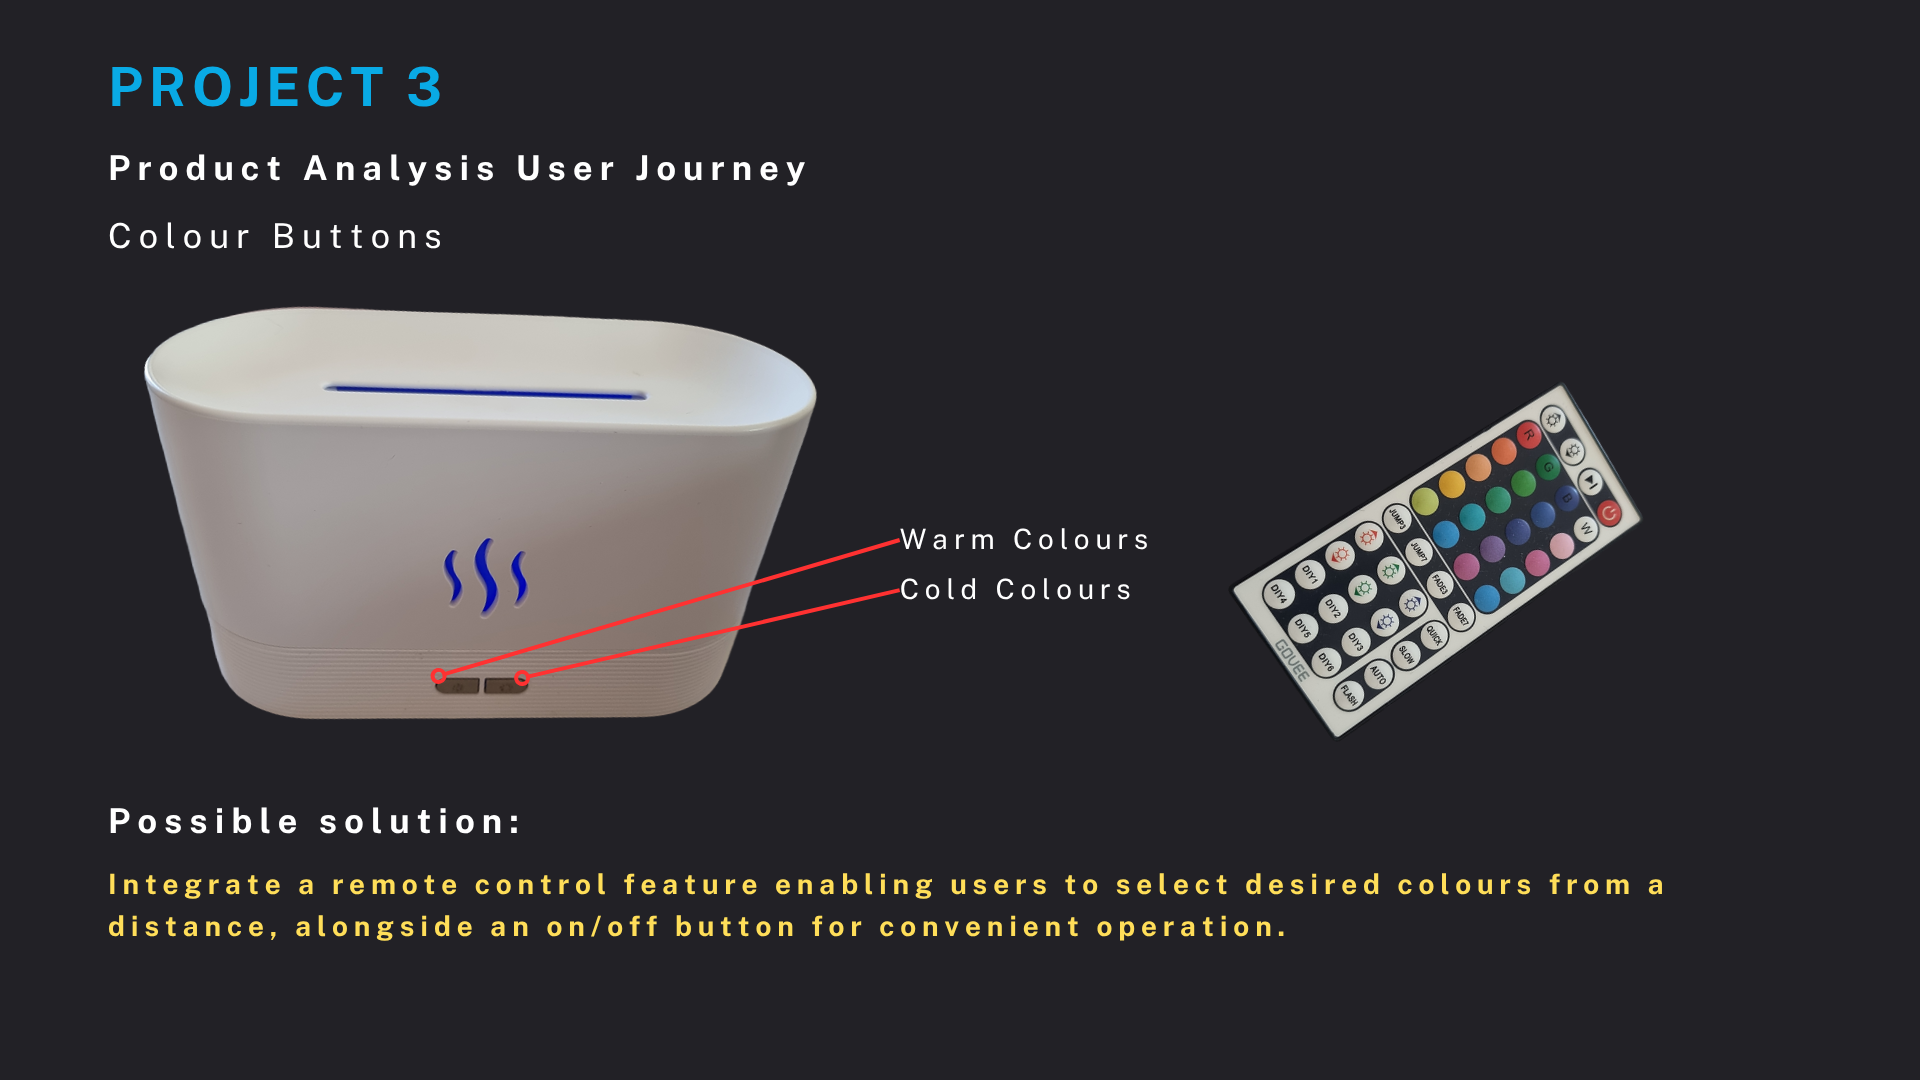 PROJECT 3
Product Analysis User Journey
Colour Buttons
Warm Colours
Cold Colours
R
G
B
W
JUMP3
JUMP7
FADE3
FADE7
DIY4
DIY1
DIY5
DIY2
DIY6
DIY3
FLASH
AUTO
SLOW
QUICK
GOVEE
Possible solution:
Integrate a remote control feature enabling users to select desired colours from a
distance, alongside an on/off button for convenient operation.